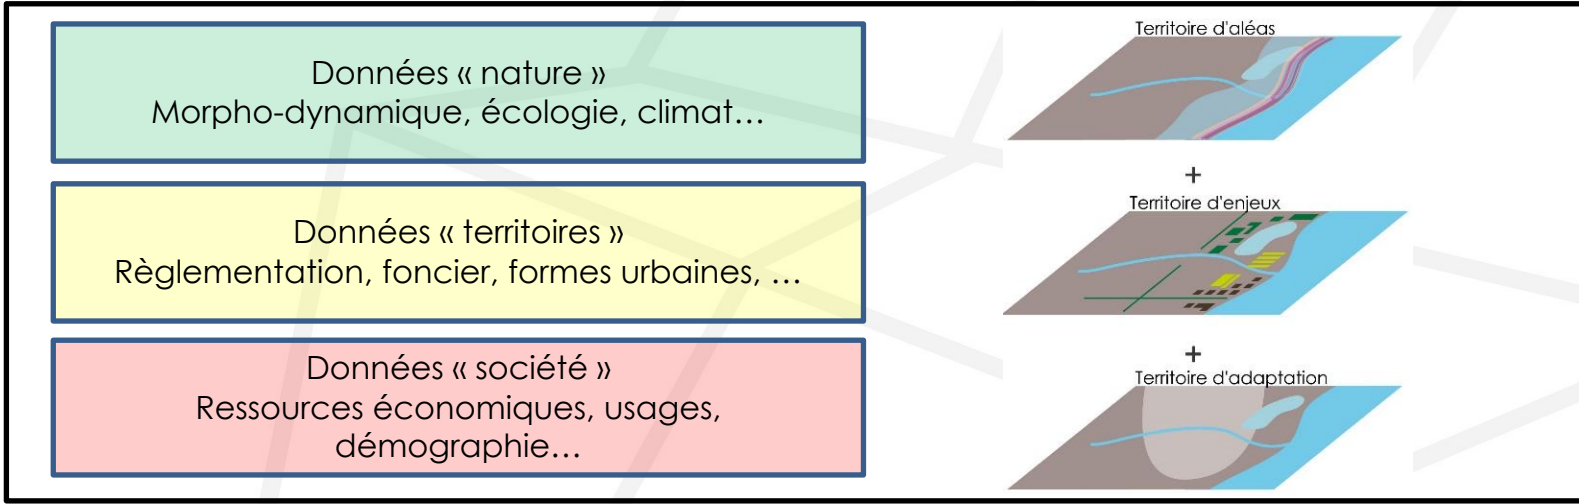 Données « nature »
Morpho-dynamique, écologie, climat…
Données « territoires »
Règlementation, foncier, formes urbaines, …
Données « société »
Ressources économiques, usages,
démographie…
Territoire d'aléas
+
Territoire d'enjeux
+
Territoire d'adaptation